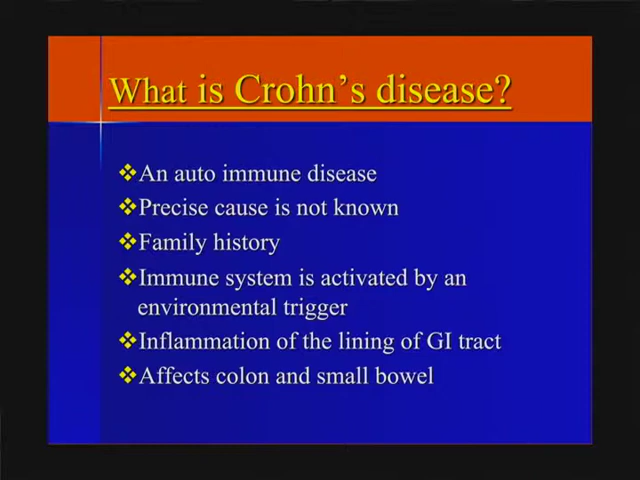 What is Crohn's disease?
❖An auto immune disease
❖Precise cause is not known
❖Family history
❖Immune system is activated by an
environmental trigger
❖Inflammation of the lining of GI tract
❖Affects colon and small bowel